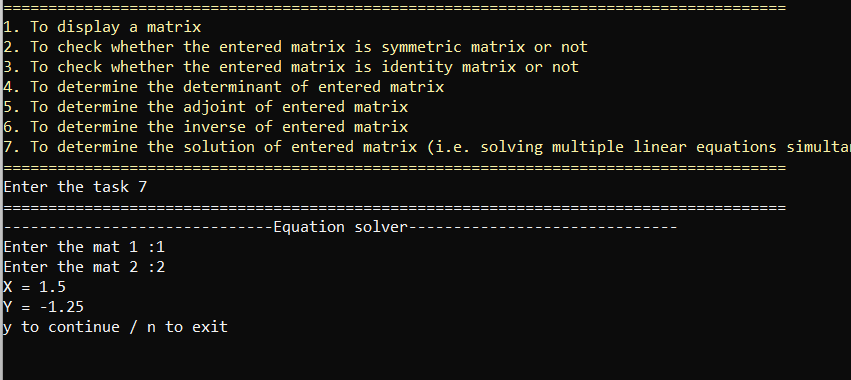 =======================================================================================
1. To display a matrix
2. To check whether the entered matrix is symmetric matrix or not
3. To check whether the entered matrix is identity matrix or not
4. To determine the determinant of entered matrix
5. To determine the adjoint of entered matrix
6. To determine the inverse of entered matrix
7. To determine the solution of entered matrix (i.e. solving multiple linear equations simultan
=======================================================================================
Enter the task 7
=======================================================================================
------------------------------Equation solver------------------------------
Enter the mat 1 :1
Enter the mat 2 :2
X = 1.5
Y = -1.25
y to continue / n to exit